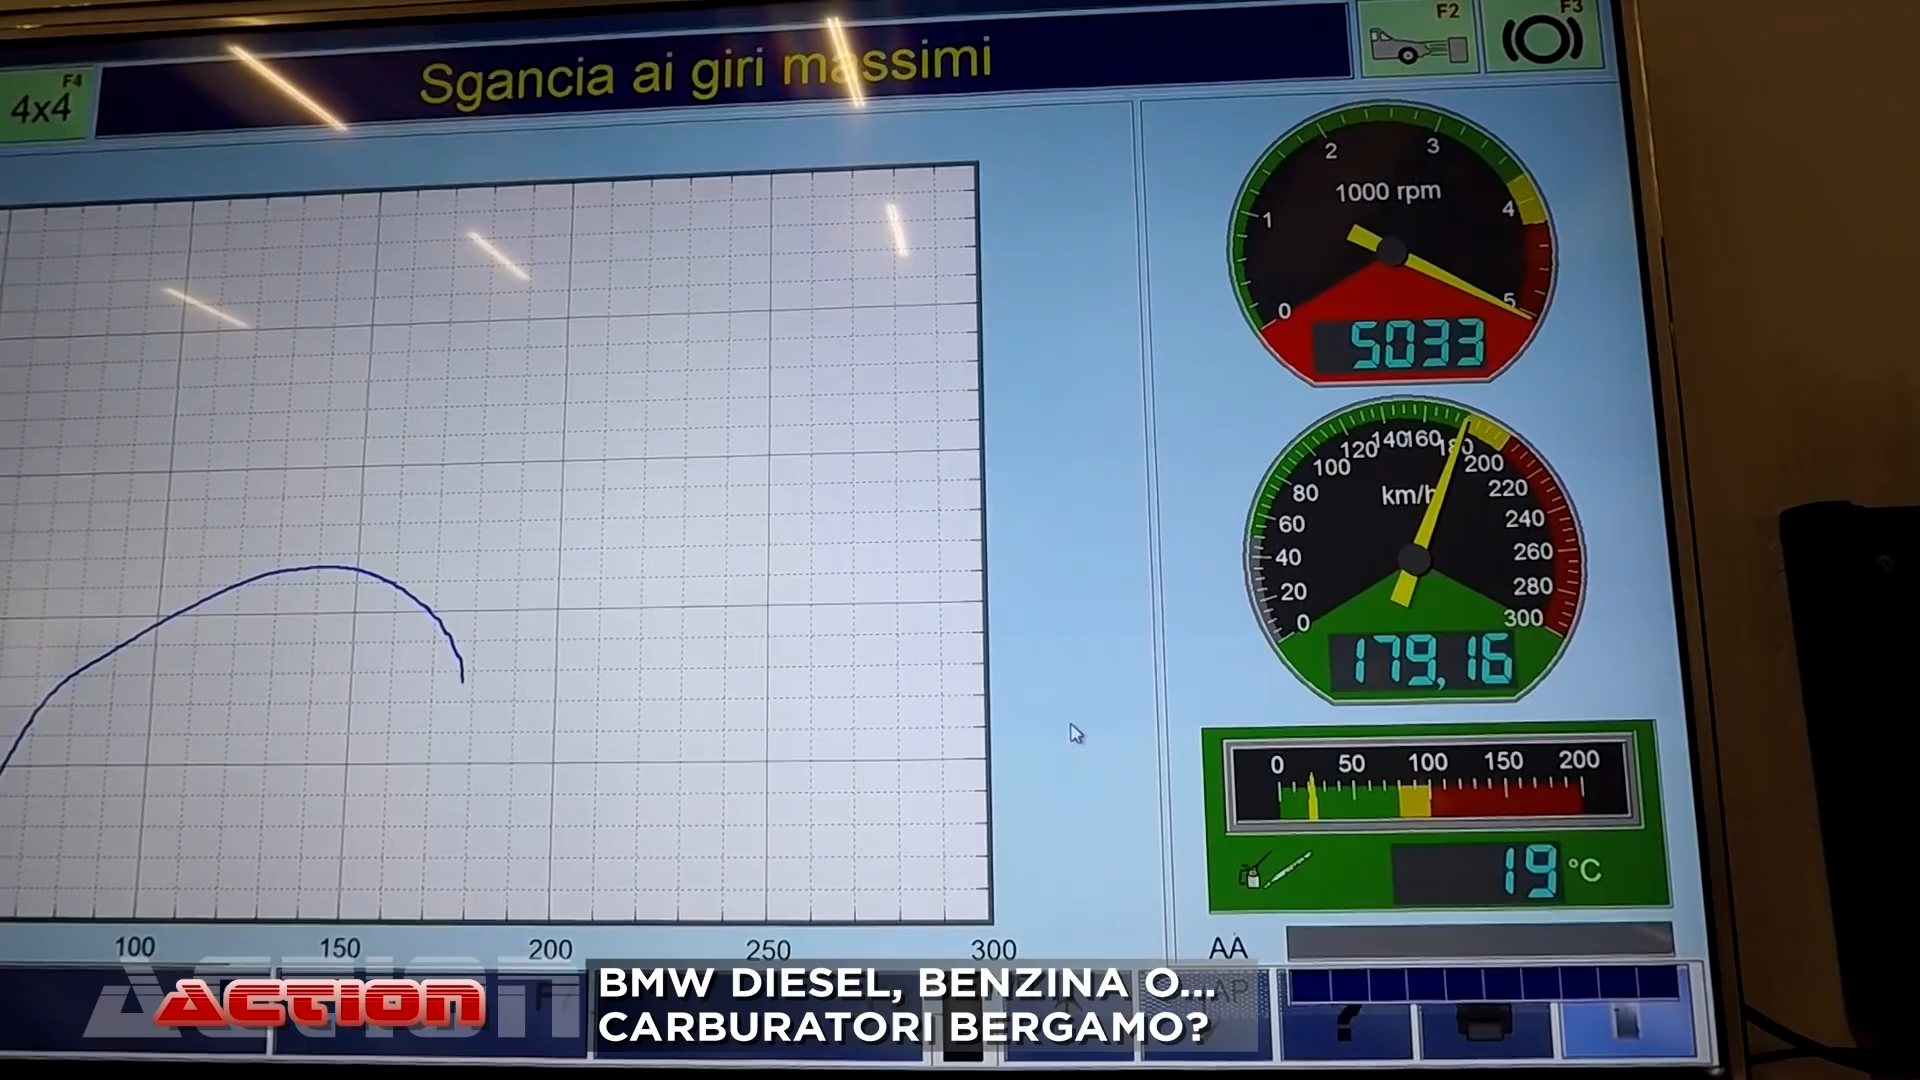 F4
4x4
Sgancia ai giri massimi
F2
F3
0
1
2
3
4
5
1000 rpm
5033
0
20
40
60
80
100
120
140
160
180
200
220
240
260
280
300
km/h
179,16
0 50 100 150 200
19 °C
100 150 200 250 300
AA
ACTION
BMW DIESEL, BENZINA O...
CARBURATORI BERGAMO?